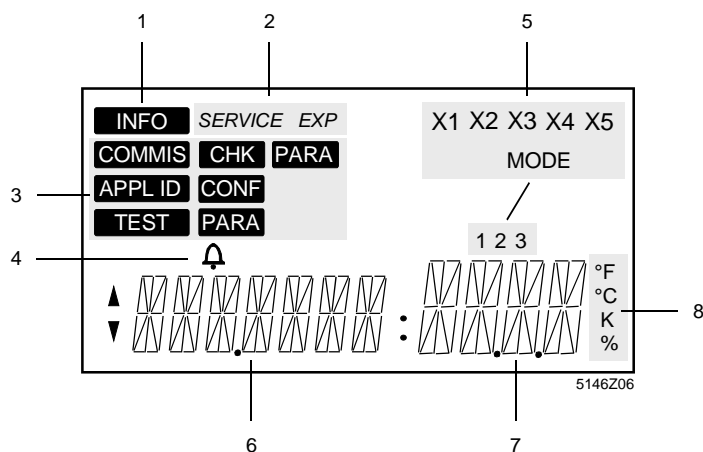 1 2 5
INFO SERVICE EXP X1 X2 X3 X4 X5
COMMIS CHK PARA MODE
3 APPL ID CONF
TEST PARA 1 2 3
4
°F
°C
K 8
%
5146Z06
6 7